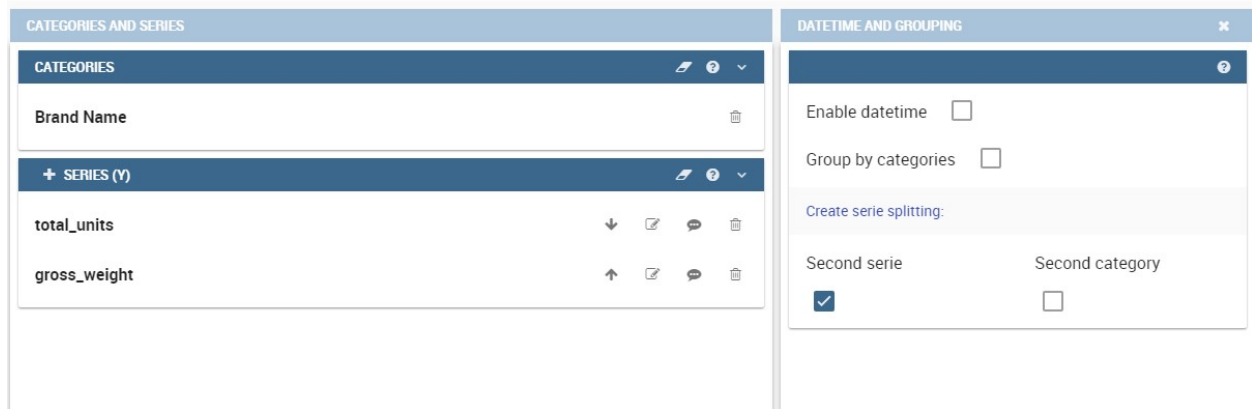 CATEGORIES AND SERIES
CATEGORIES
Brand Name
SERIES (Y)
total_units
gross_weight
DATETIME AND GROUPING
Enable datetime
Group by categories
Create serie splitting:
Second serie Second category